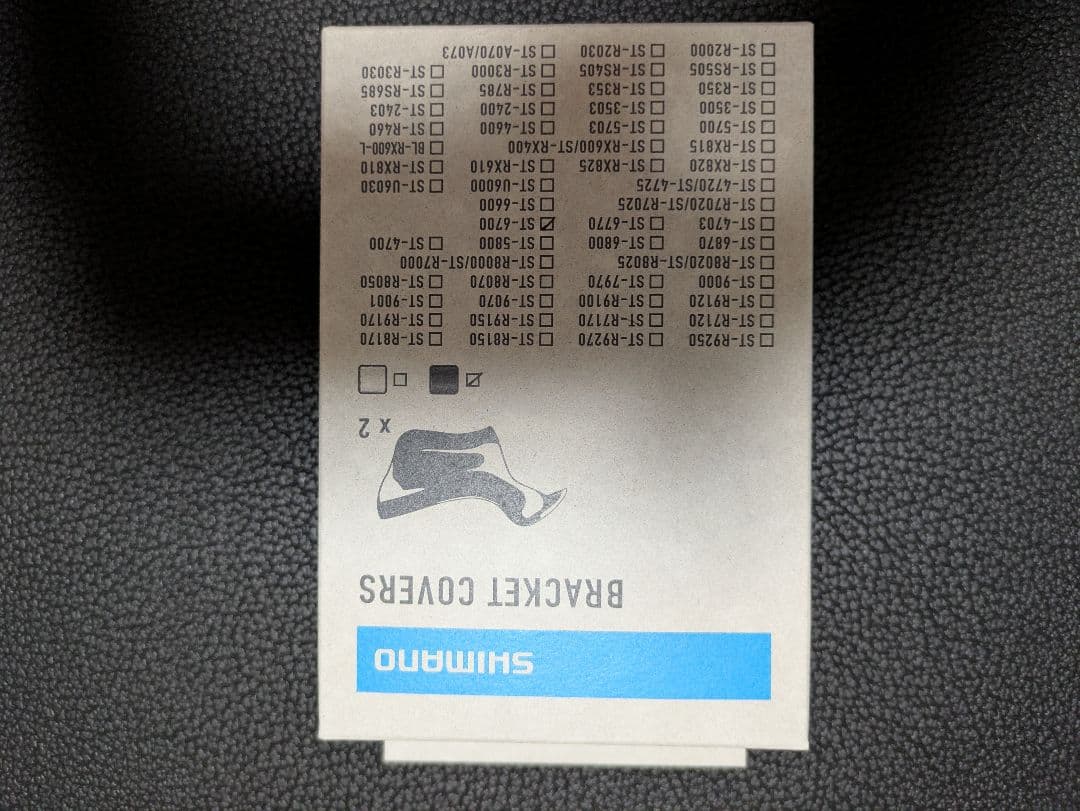 SHIMANO
BRACKET COVERS
x 2
ST-R9250 ST-R9270 ST-R8150 ST-R8170
ST-R7120 ST-R7170 ST-R9150 ST-R9170
ST-R9120 ST-R9100 ST-9070 ST-9001
ST-9000 ST-7970 ST-R8070 ST-R8050
ST-R8020/ST-R8025 ST-R8000/ST-R7000
ST-6870 ST-6800 ST-5800 ST-4700
ST-4703 ST-6770 ST-6700
ST-R7020/ST-R7025 ST-6600
ST-4720/ST-4725 ST-U6000 ST-U6030
ST-RX820 ST-RX825 ST-RX610 ST-RX810
ST-RX815 ST-RX600/ST-RX400 BL-RX600-L
ST-5700 ST-5703 ST-4600 ST-R460
ST-3500 ST-3503 ST-2400 ST-2403
ST-R350 ST-R353 ST-R785 ST-RS685
ST-RS505 ST-RS405 ST-R3000 ST-R3030
ST-R2000 ST-R2030 ST-A070/A073